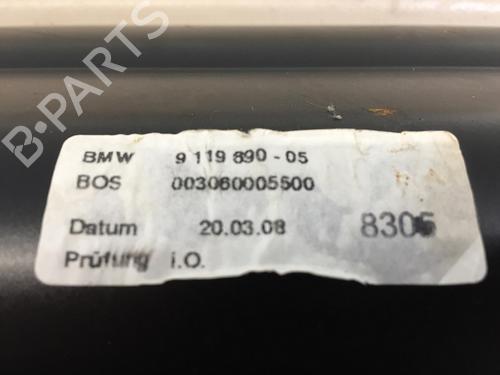 B-PARTS
BMW 9 119 890 - 05
BOS 003060005500
Datum 20.03.08 8305
Prüfung i.O.